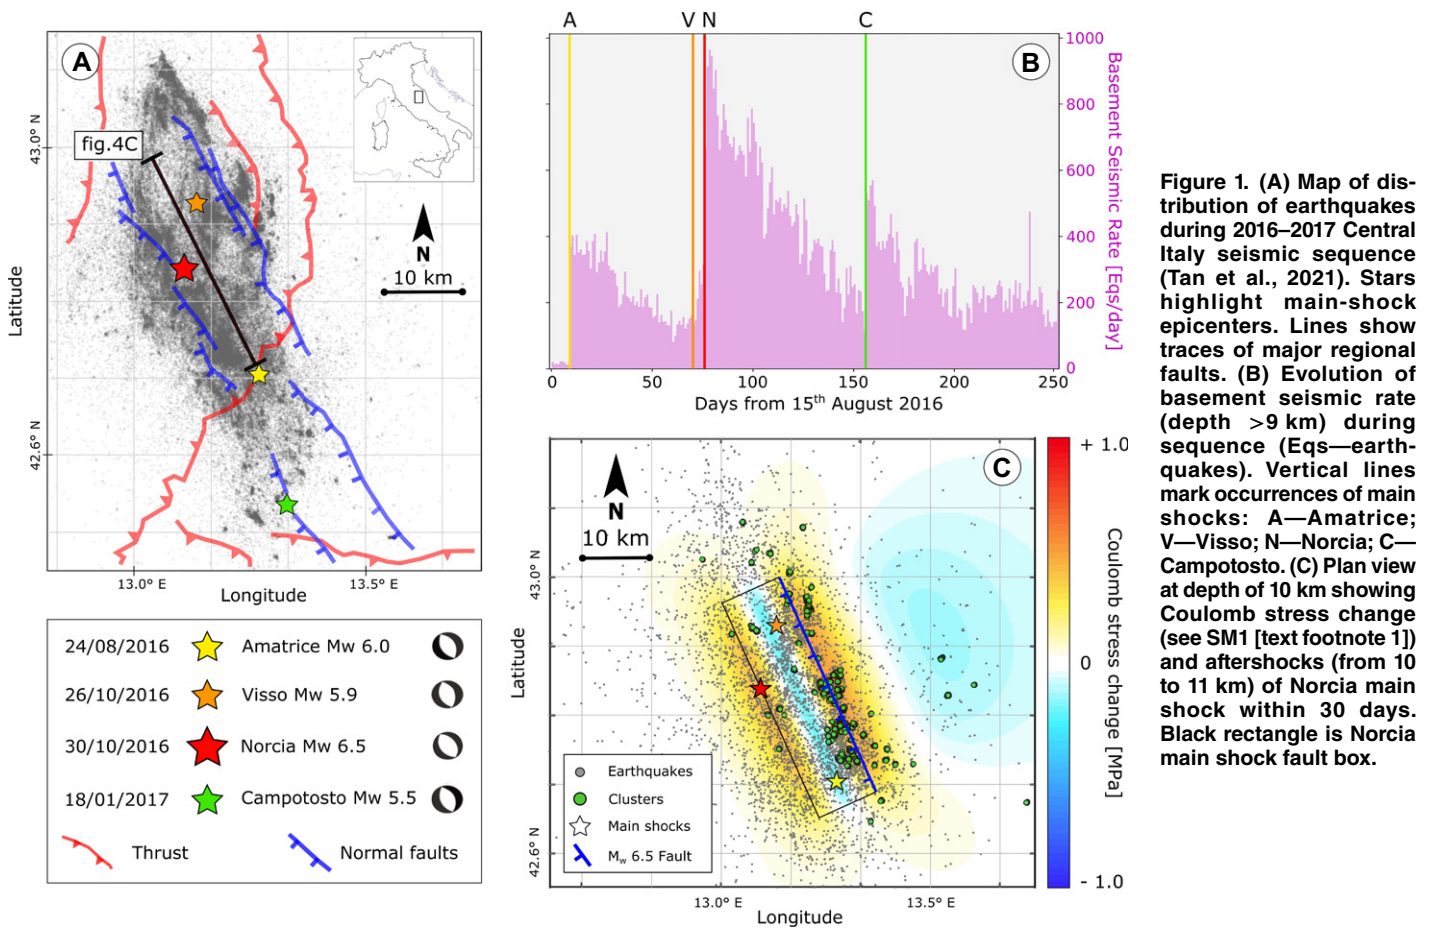 A
fig.4C
43.0° N
42.6° N
Latitude
N
10 km
13.0° E
13.5° E
Longitude
24/08/2016 Amatrice Mw 6.0
26/10/2016 Visso Mw 5.9
30/10/2016 Norcia Mw 6.5
18/01/2017 Campotosto Mw 5.5
Thrust Normal faults
A V N C
B
1000
800
600
400
200
0
Basement Seismic Rate [Eqs/day]
0 50 100 150 200 250
Days from 15th August 2016
C
N
10 km
43.0° N
42.6° N
Latitude
Earthquakes
Clusters
Main shocks
Mw 6.5 Fault
13.0° E
13.5° E
Longitude
+ 1.0
0
- 1.0
Coulomb stress change [MPa]
Figure 1. (A) Map of dis-
tribution of earthquakes
during 2016–2017 Central
Italy seismic sequence
(Tan et al., 2021). Stars
highlight main-shock
epicenters. Lines show
traces of major regional
faults. (B) Evolution of
basement seismic rate
(depth >9 km) during
sequence (Eqs—earth-
quakes). Vertical lines
mark occurrences of main
shocks: A—Amatrice;
V—Visso; N—Norcia; C—
Campotosto. (C) Plan view
at depth of 10 km showing
Coulomb stress change
(see SM1 [text footnote 1])
and aftershocks (from 10
to 11 km) of Norcia main
shock within 30 days.
Black rectangle is Norcia
main shock fault box.